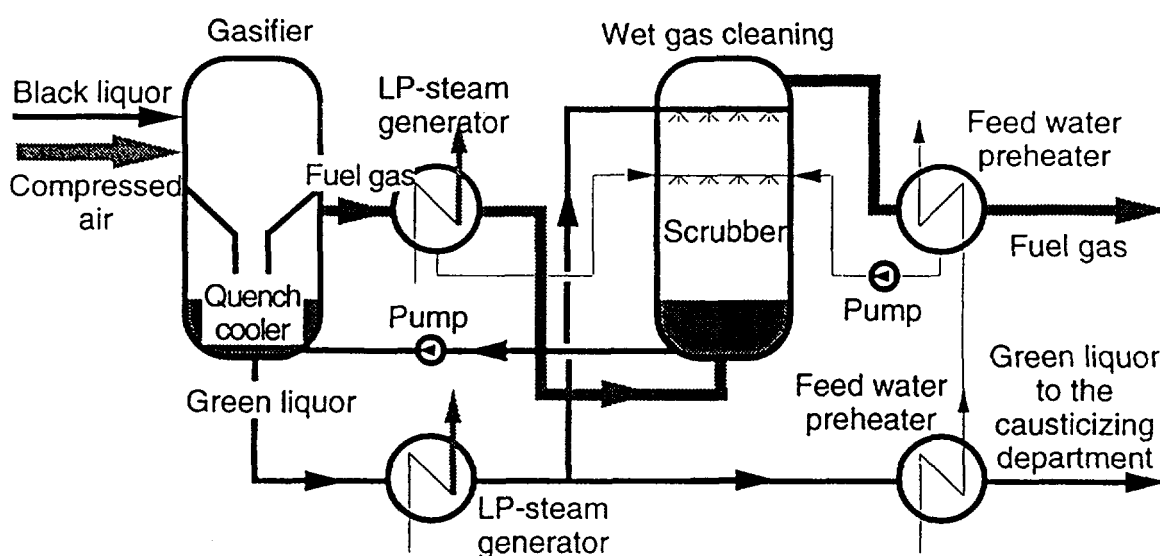 Gasifier
Wet gas cleaning
Black liquor
LP-steam
generator
Feed water
preheater
Compressed
air
Fuel gas
Scrubber
Fuel gas
Quench
cooler
Pump
Pump
Green liquor
Feed water
preheater
Green liquor
to the
causticizing
department
LP-steam
generator